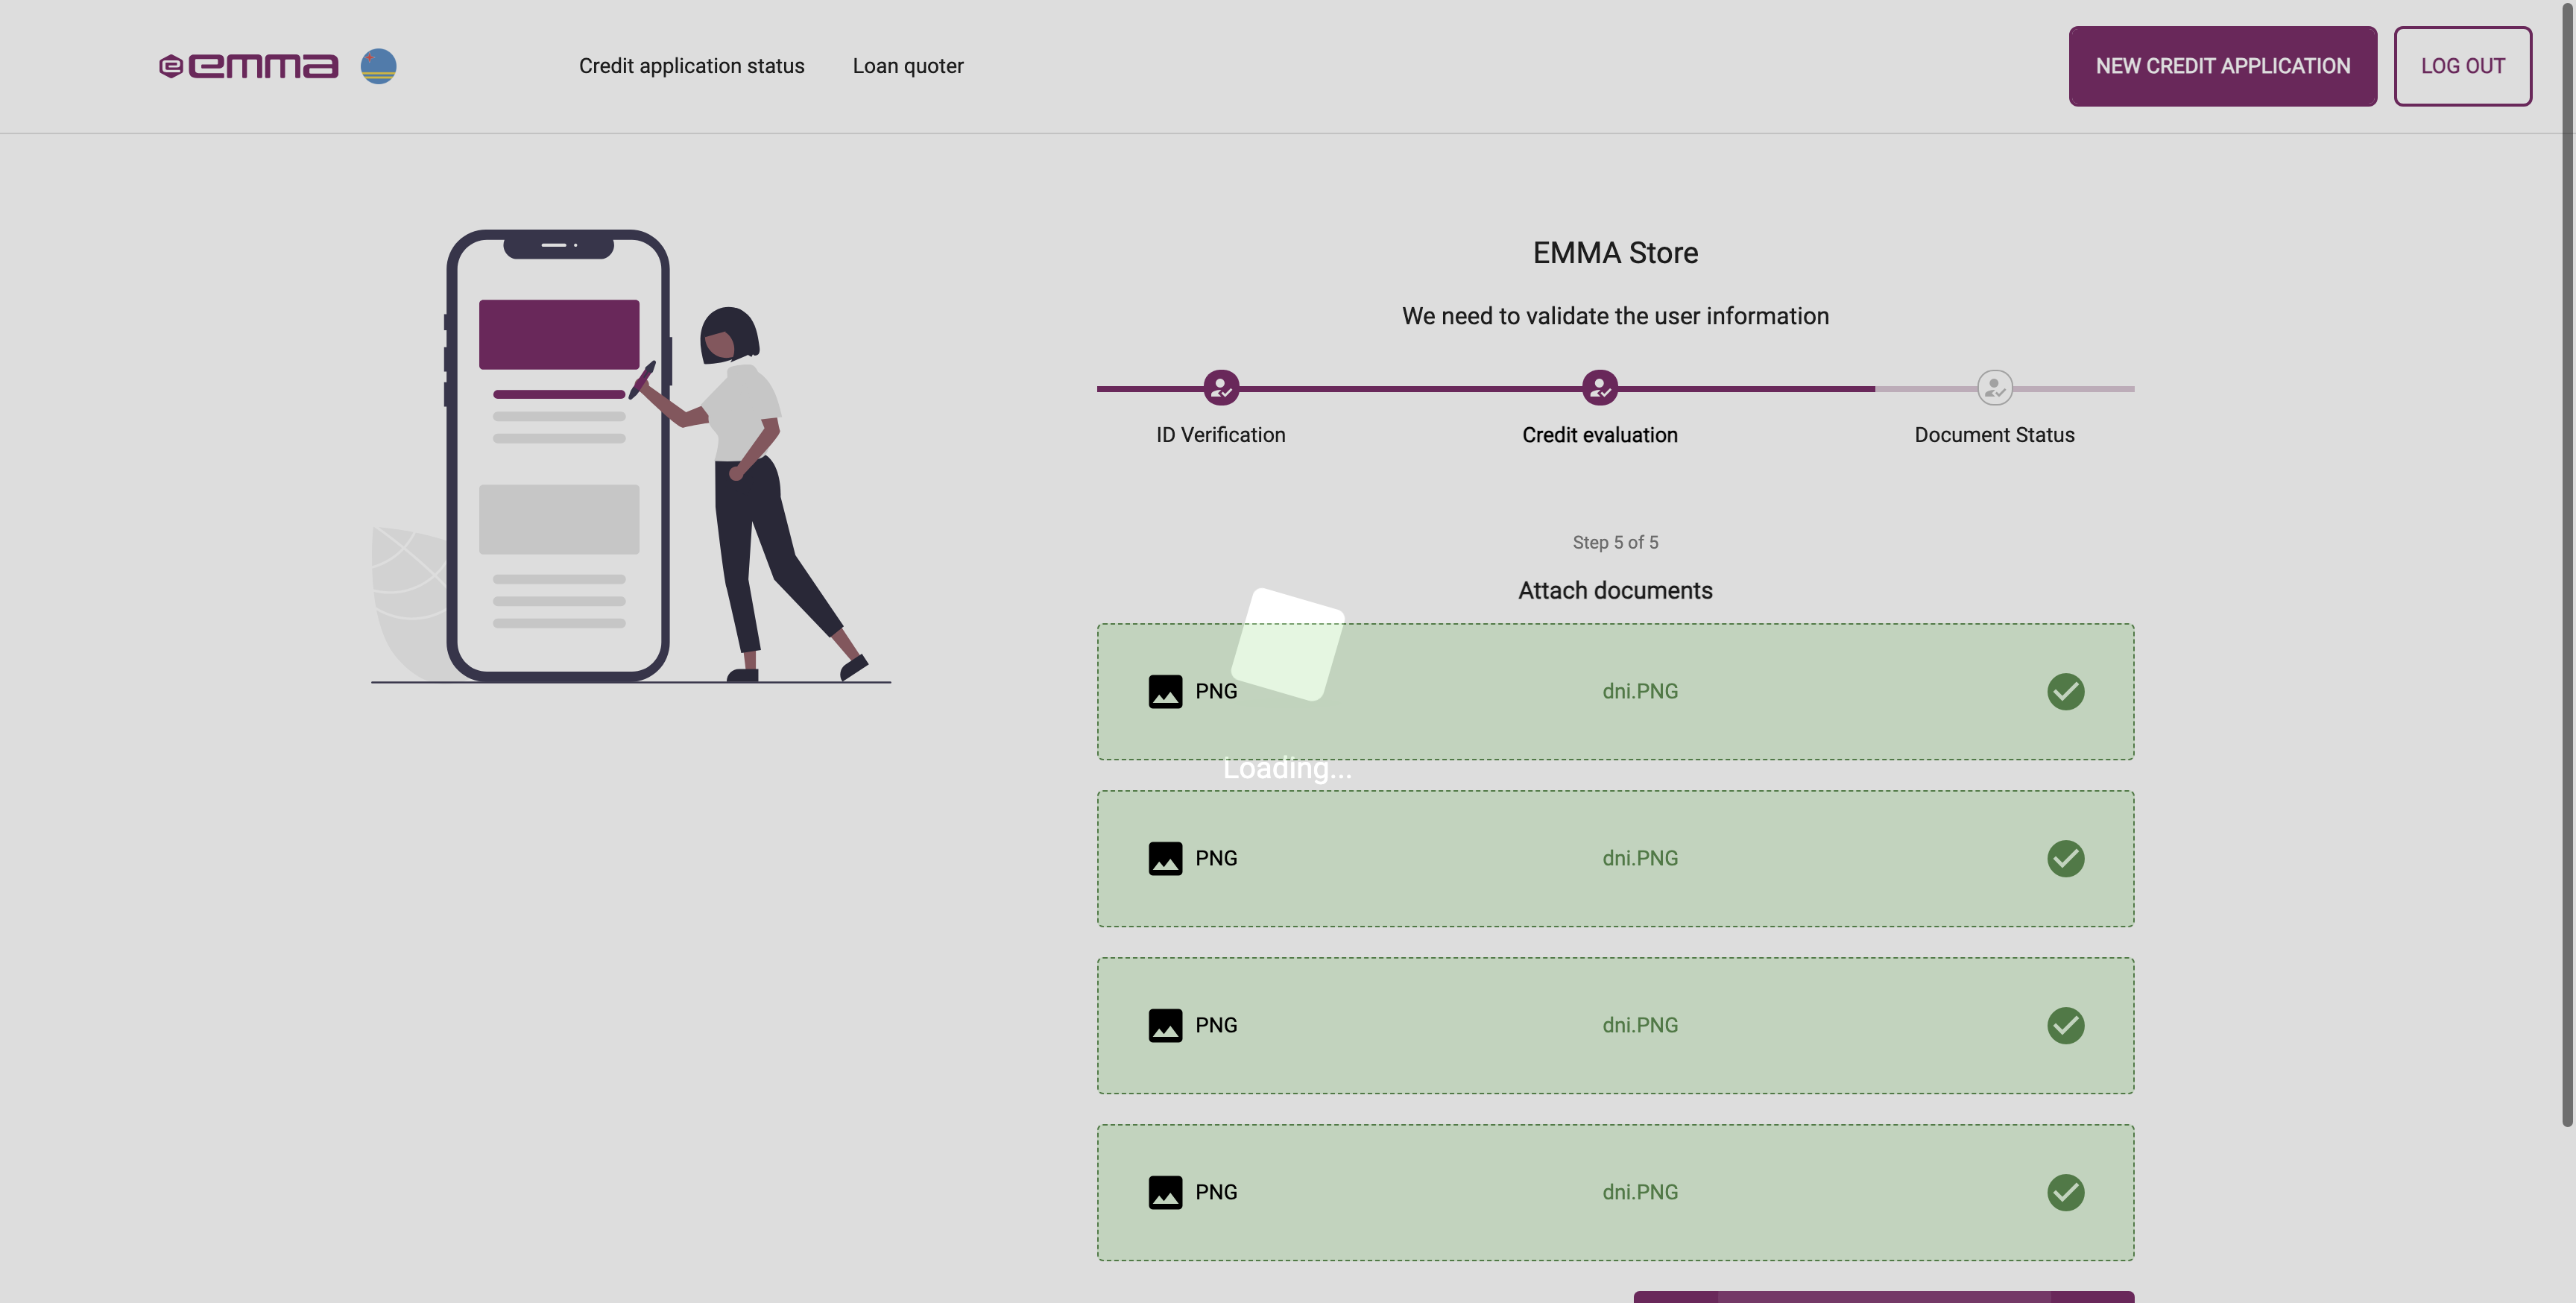 emma
Credit application status
Loan quoter
NEW CREDIT APPLICATION
LOG OUT
EMMA Store
We need to validate the user information
ID Verification
Credit evaluation
Document Status
Step 5 of 5
Attach documents
PNG
dni.PNG
Loading...
PNG
dni.PNG
PNG
dni.PNG
PNG
dni.PNG